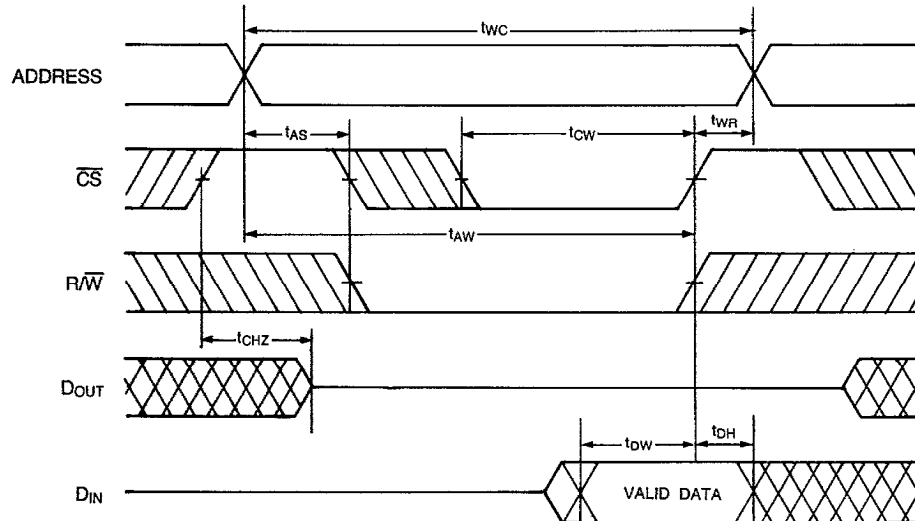 tWC
ADDRESS
tAS
tCW
tWR
CS
tAW
R/W
tCHZ
DOUT
tDW
tDH
DIN
VALID DATA